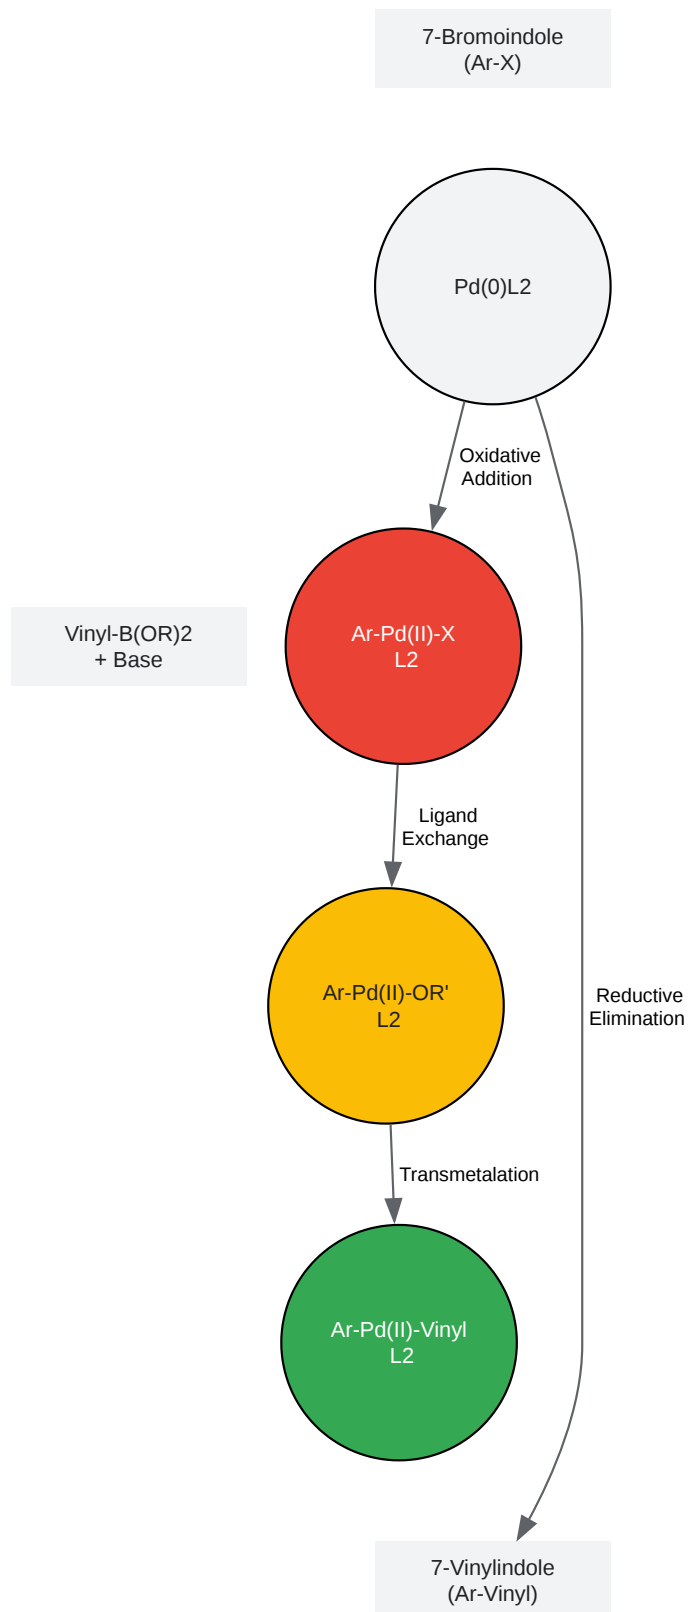 7-Bromoindole
(Ar-X)
Pd(0)L2
Oxidative
Addition
Vinyl-B(OR)2
+ Base
Ar-Pd(II)-X
L2
Ligand
Exchange
Ar-Pd(II)-OR'
L2
Reductive
Elimination
Transmetalation
Ar-Pd(II)-Vinyl
L2
7-Vinylindole
(Ar-Vinyl)